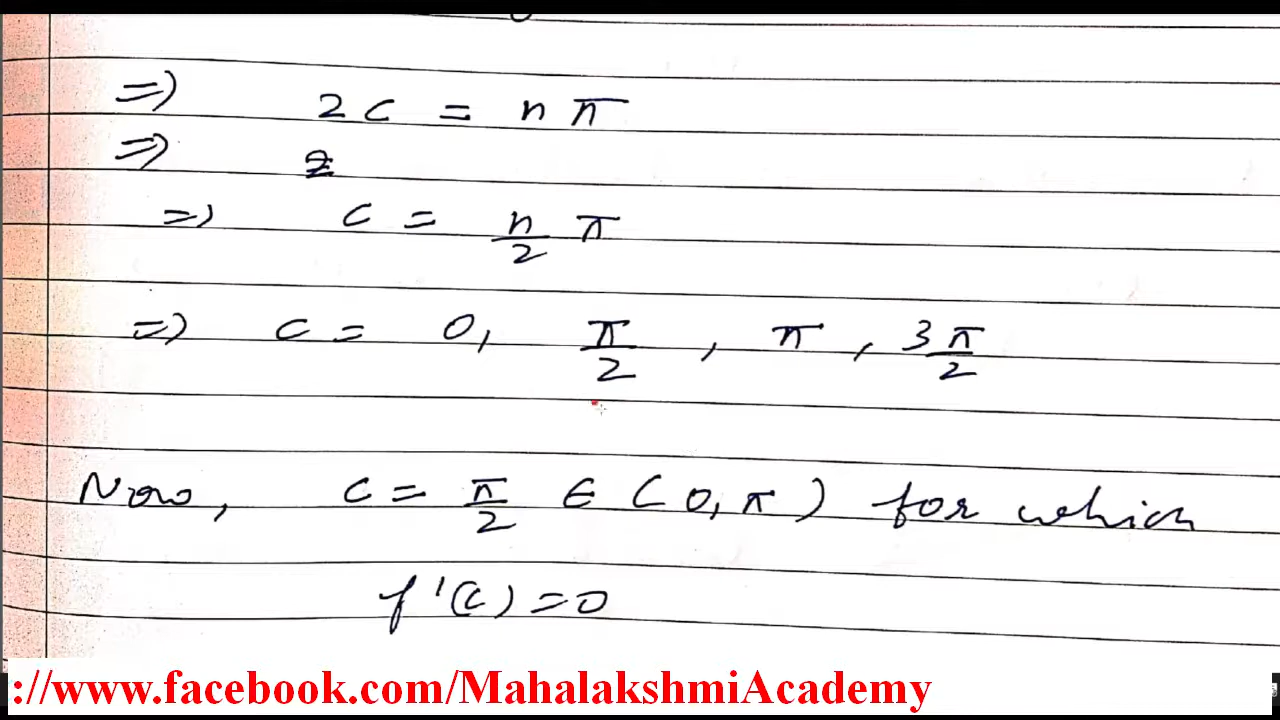 => 2c = nπ
=>
=> c = n/2 π
=> c = 0, π/2, π, 3π/2
Now, c = π/2 ∈ (0, π) for which
f'(c) = 0
://www.facebook.com/MahalakshmiAcademy